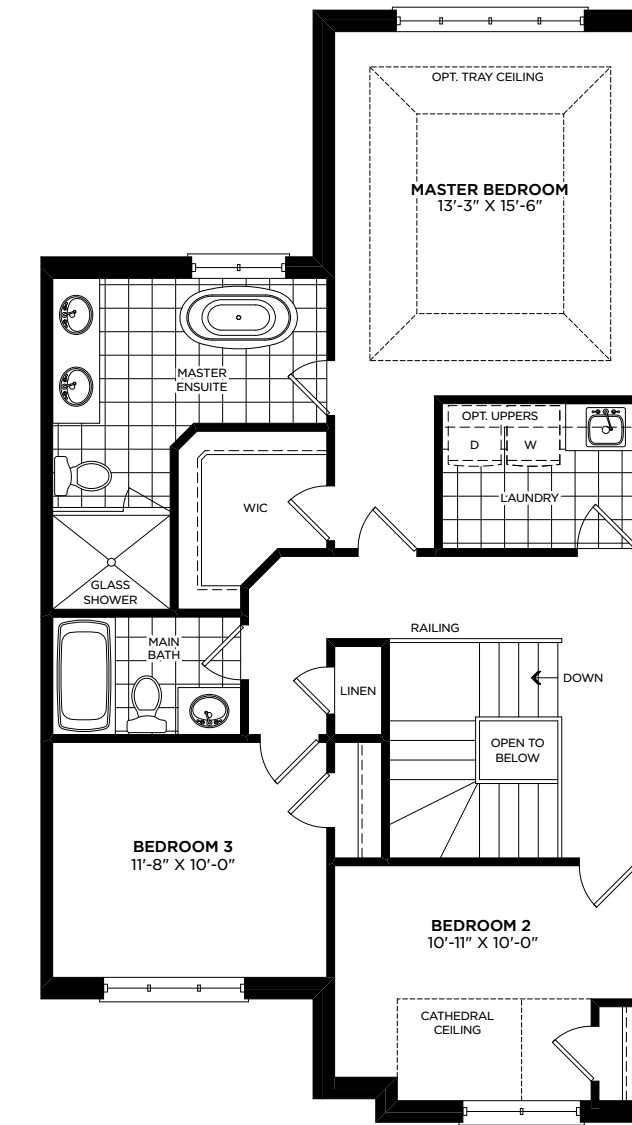 OPT. TRAY CEILING
MASTER BEDROOM
13'-3" X 15'-6"
MASTER
ENSUITE
OPT. UPPERS
D
W
LAUNDRY
WIC
GLASS
SHOWER
MAIN
BATH
RAILING
LINEN
DOWN
OPEN TO
BELOW
BEDROOM 3
11'-8" X 10'-0"
BEDROOM 2
10'-11" X 10'-0"
CATHEDRAL
CEILING